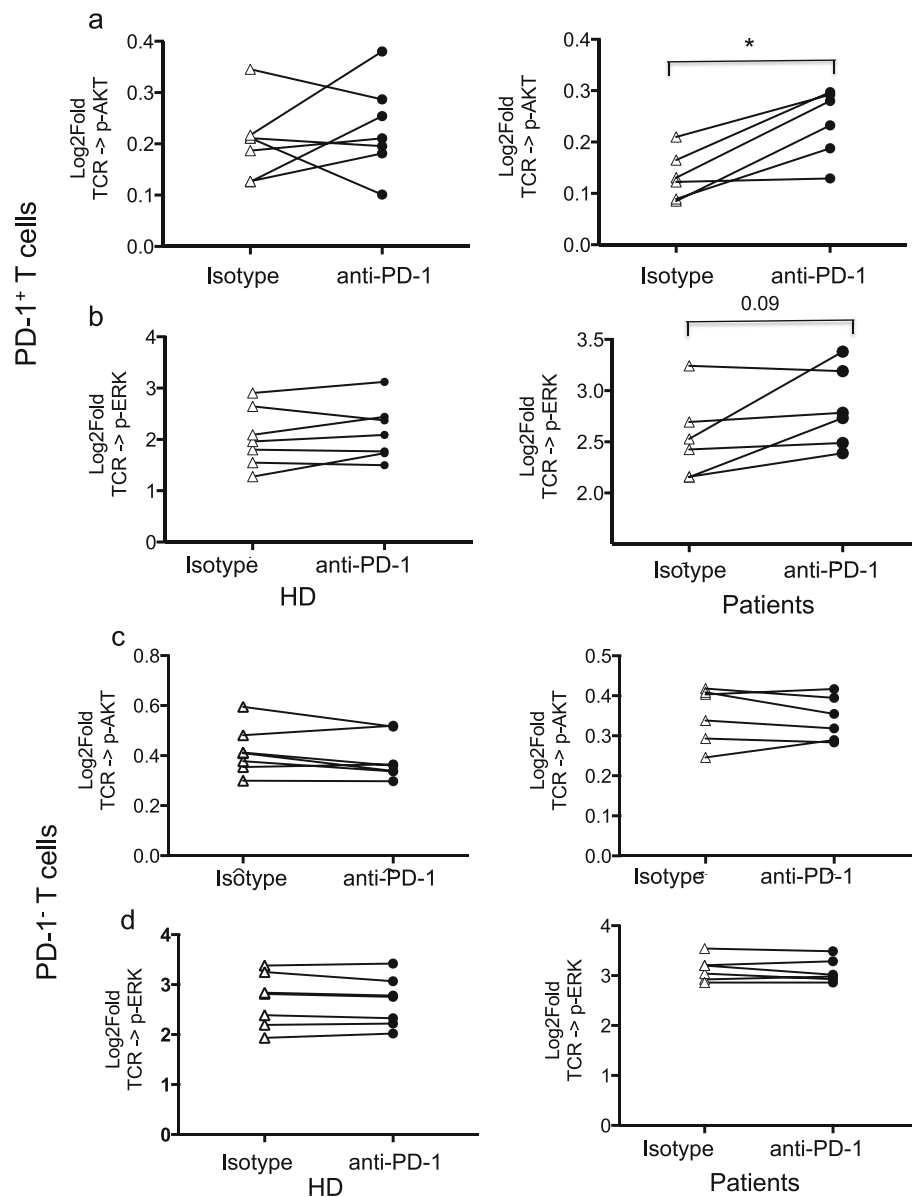 a
PD-1+ T cells
Log2Fold
TCR -> p-AKT
0.4
0.3
0.2
0.1
0.0
Isotype anti-PD-1
Log2Fold
TCR -> p-AKT
0.4
0.3
0.2
0.1
0.0
*
Isotype anti-PD-1
b
Log2Fold
TCR -> p-ERK
4
3
2
1
0
Isotype anti-PD-1
HD
Log2Fold
TCR -> p-ERK
3.5
3.0
2.5
2.0
0.09
Isotype anti-PD-1
Patients
c
PD-1- T cells
Log2Fold
TCR -> p-AKT
0.8
0.6
0.4
0.2
0.0
Isotype anti-PD-1
Log2Fold
TCR -> p-AKT
0.5
0.4
0.3
0.2
0.1
0.0
Isotype anti-PD-1
d
Log2Fold
TCR -> p-ERK
4
3
2
1
0
Isotype anti-PD-1
HD
Log2Fold
TCR -> p-ERK
4
3
2
1
0
Isotype anti-PD-1
Patients